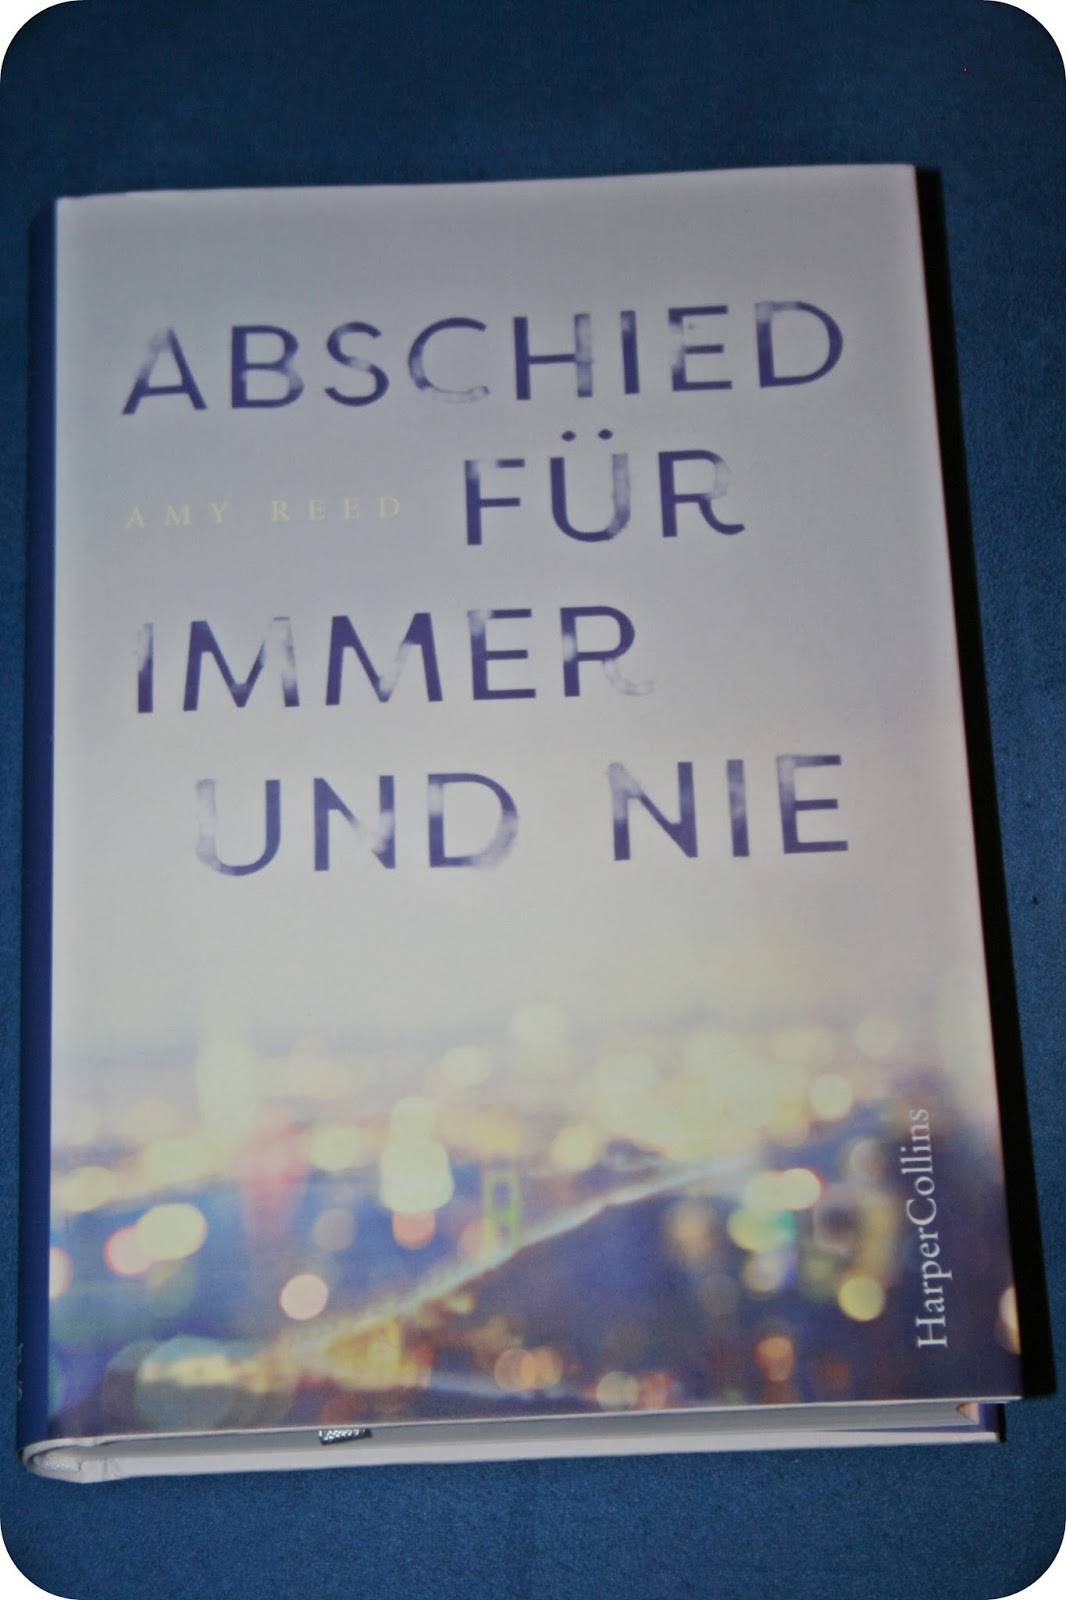 ABSCHIED
FÜR
AMY REED
IMMER
UND NIE
HarperCollins